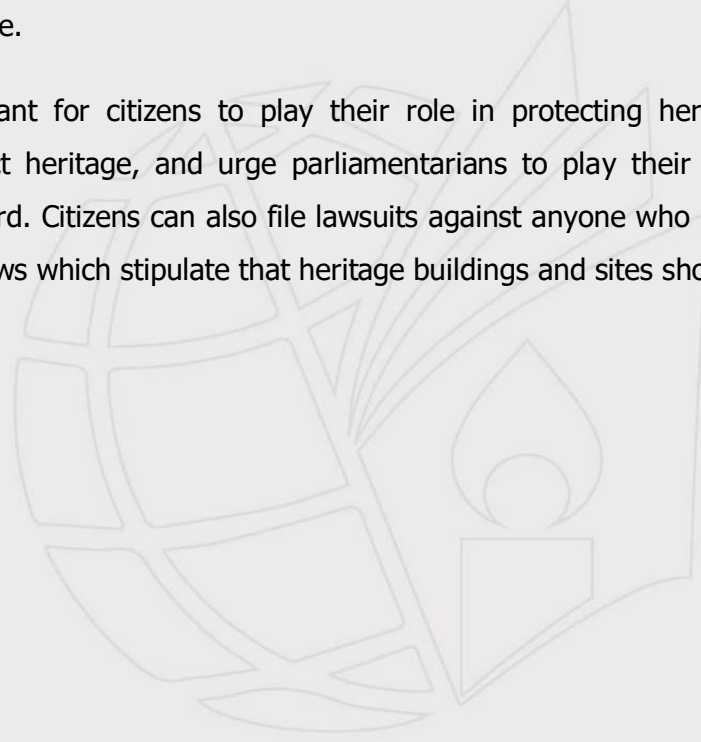 e.
ant for citizens to play their role in protecting her
t heritage, and urge parliamentarians to play their
rd. Citizens can also file lawsuits against anyone who
ws which stipulate that heritage buildings and sites sho